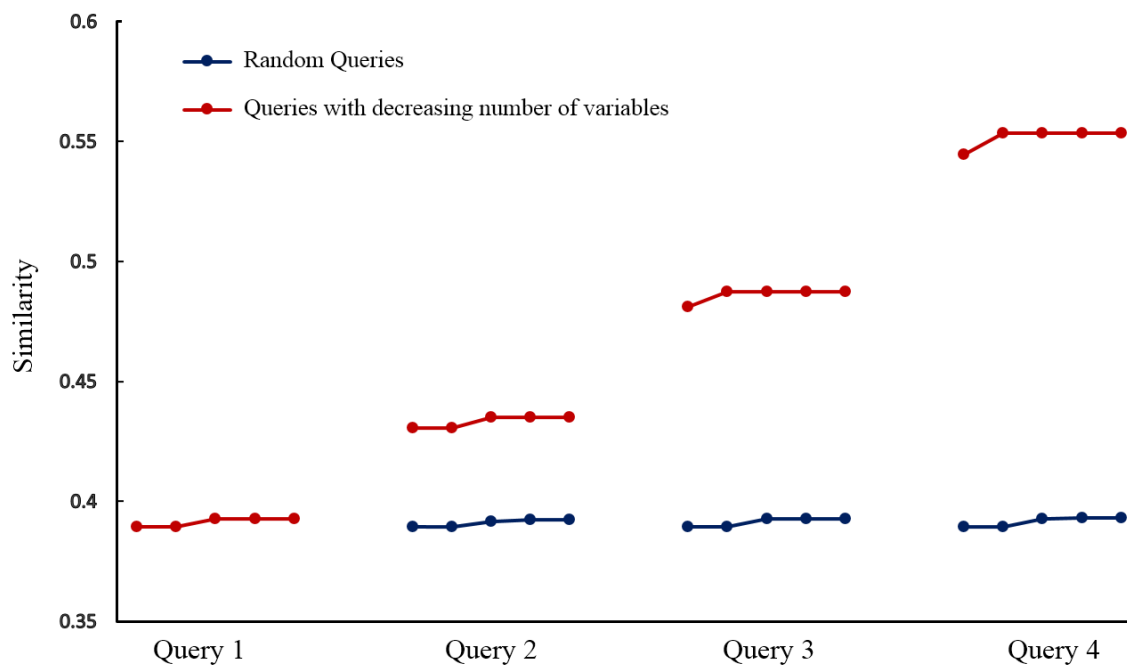 0.6
Random Queries
Queries with decreasing number of variables
0.55
0.5
Similarity
0.45
0.4
0.35
Query 1 Query 2 Query 3 Query 4